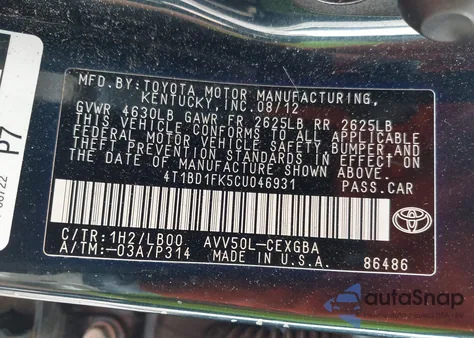 MFD. BY: TOYOTA MOTOR MANUFACTURING,
KENTUCKY, INC. 08/12
GVWR 4630LB GAWR FR 2625LB RR 2625LB
THIS VEHICLE CONFORMS TO ALL APPLICABLE
FEDERAL MOTOR VEHICLE SAFETY, BUMPER, AND
THEFT PREVENTION STANDARDS IN EFFECT ON
THE DATE OF MANUFACTURE SHOWN ABOVE.
4T1BD1FK5CU046931 PASS.CAR
C/TR: 1H2/LB00 AVV50L-CEXGBA
A/TM: -03A/P314 MADE IN U.S.A. 86486
TOYOTA
P7
autoSnap